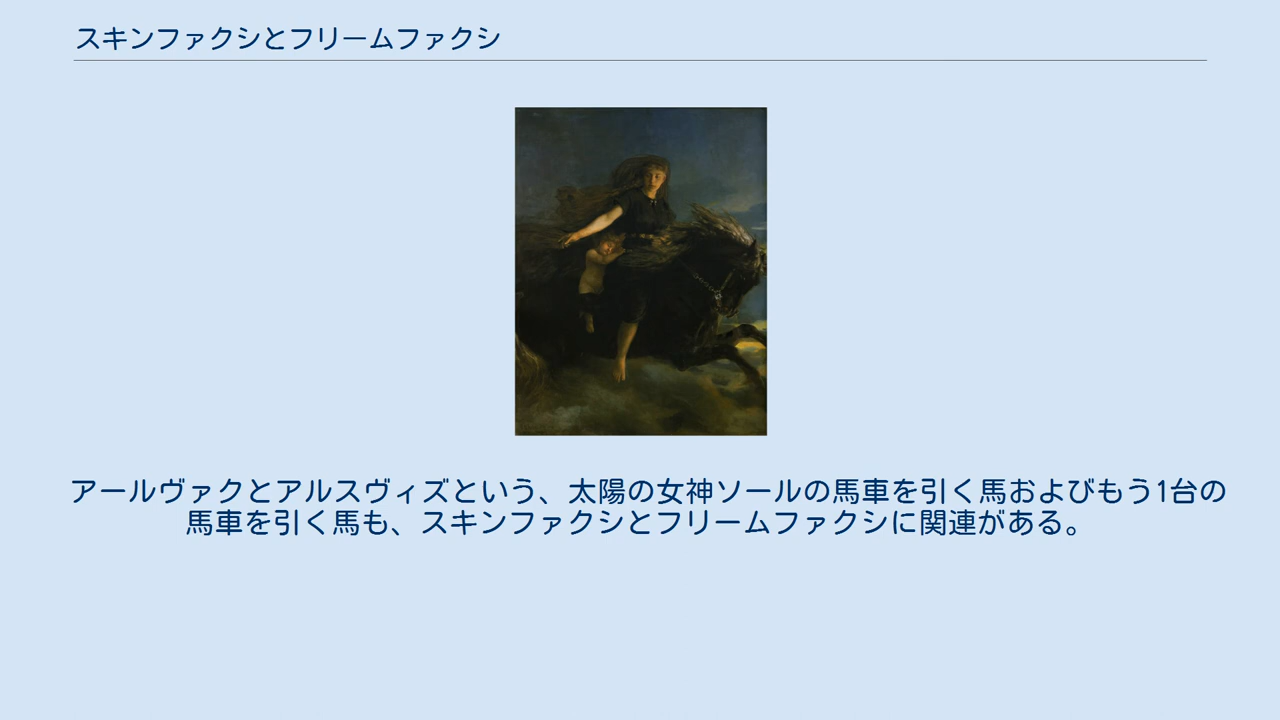 スキンファクシとフリームファクシ
アールヴァクとアルスヴィズという、太陽の女神ソールの馬車を引く馬およびもう1台の
馬車を引く馬も、スキンファクシとフリームファクシに関連がある。